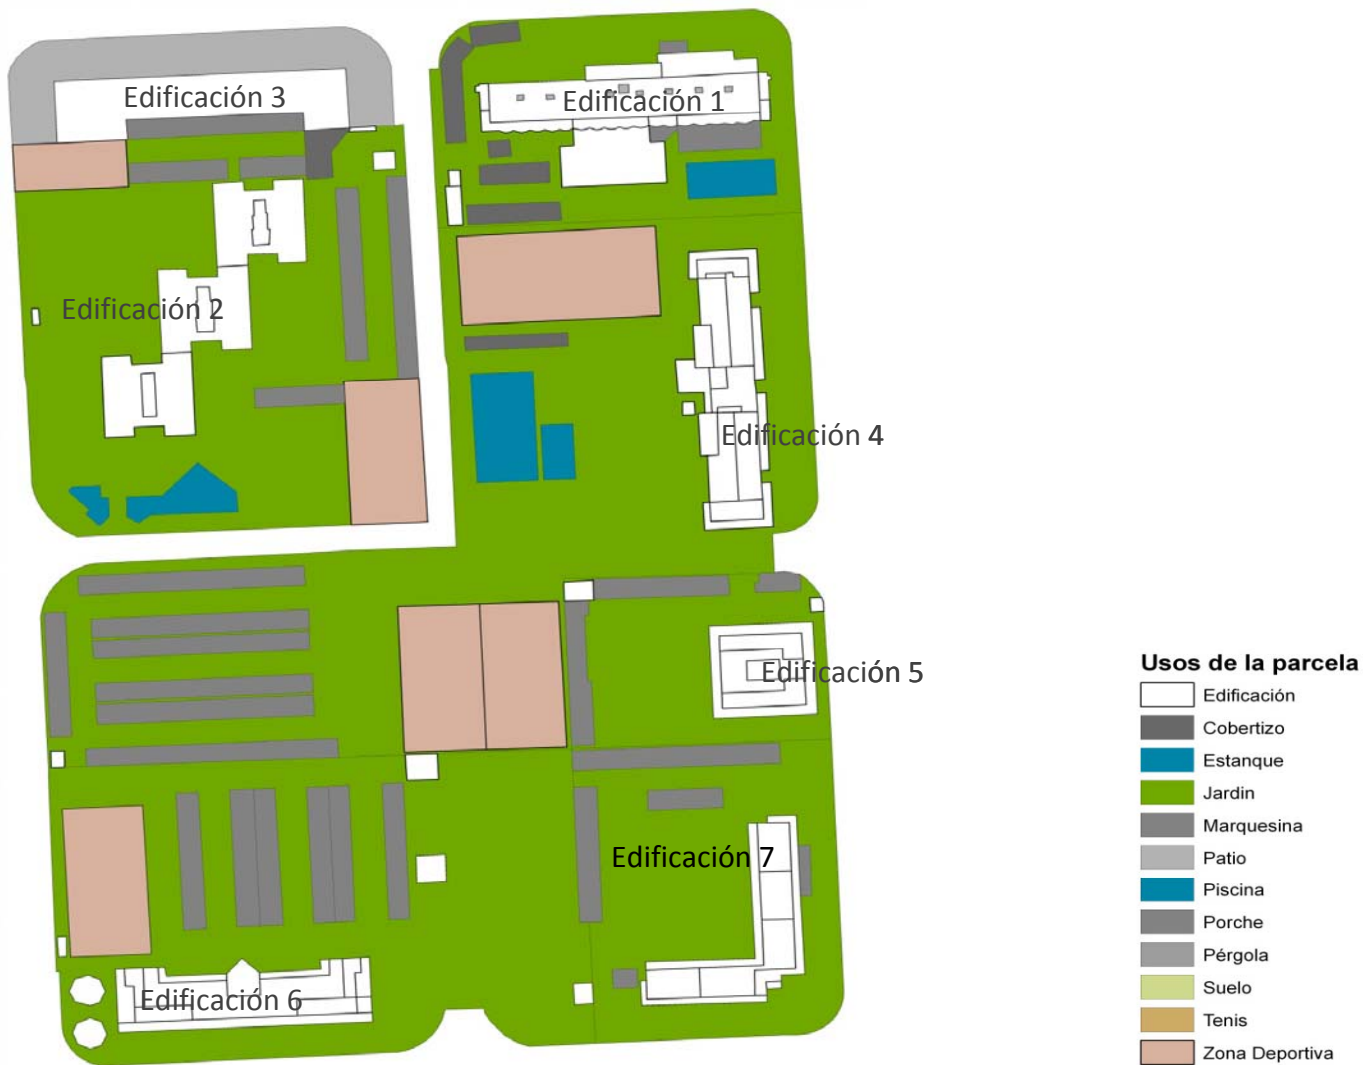 Edificación 3
Edificación 1
Edificación 2
Edificación 4
Edificación 5
Edificación 7
Edificación 6
Usos de la parcela
Edificación
Cobertizo
Estanque
Jardin
Marquesina
Patio
Piscina
Porche
Pérgola
Suelo
Tenis
Zona Deportiva